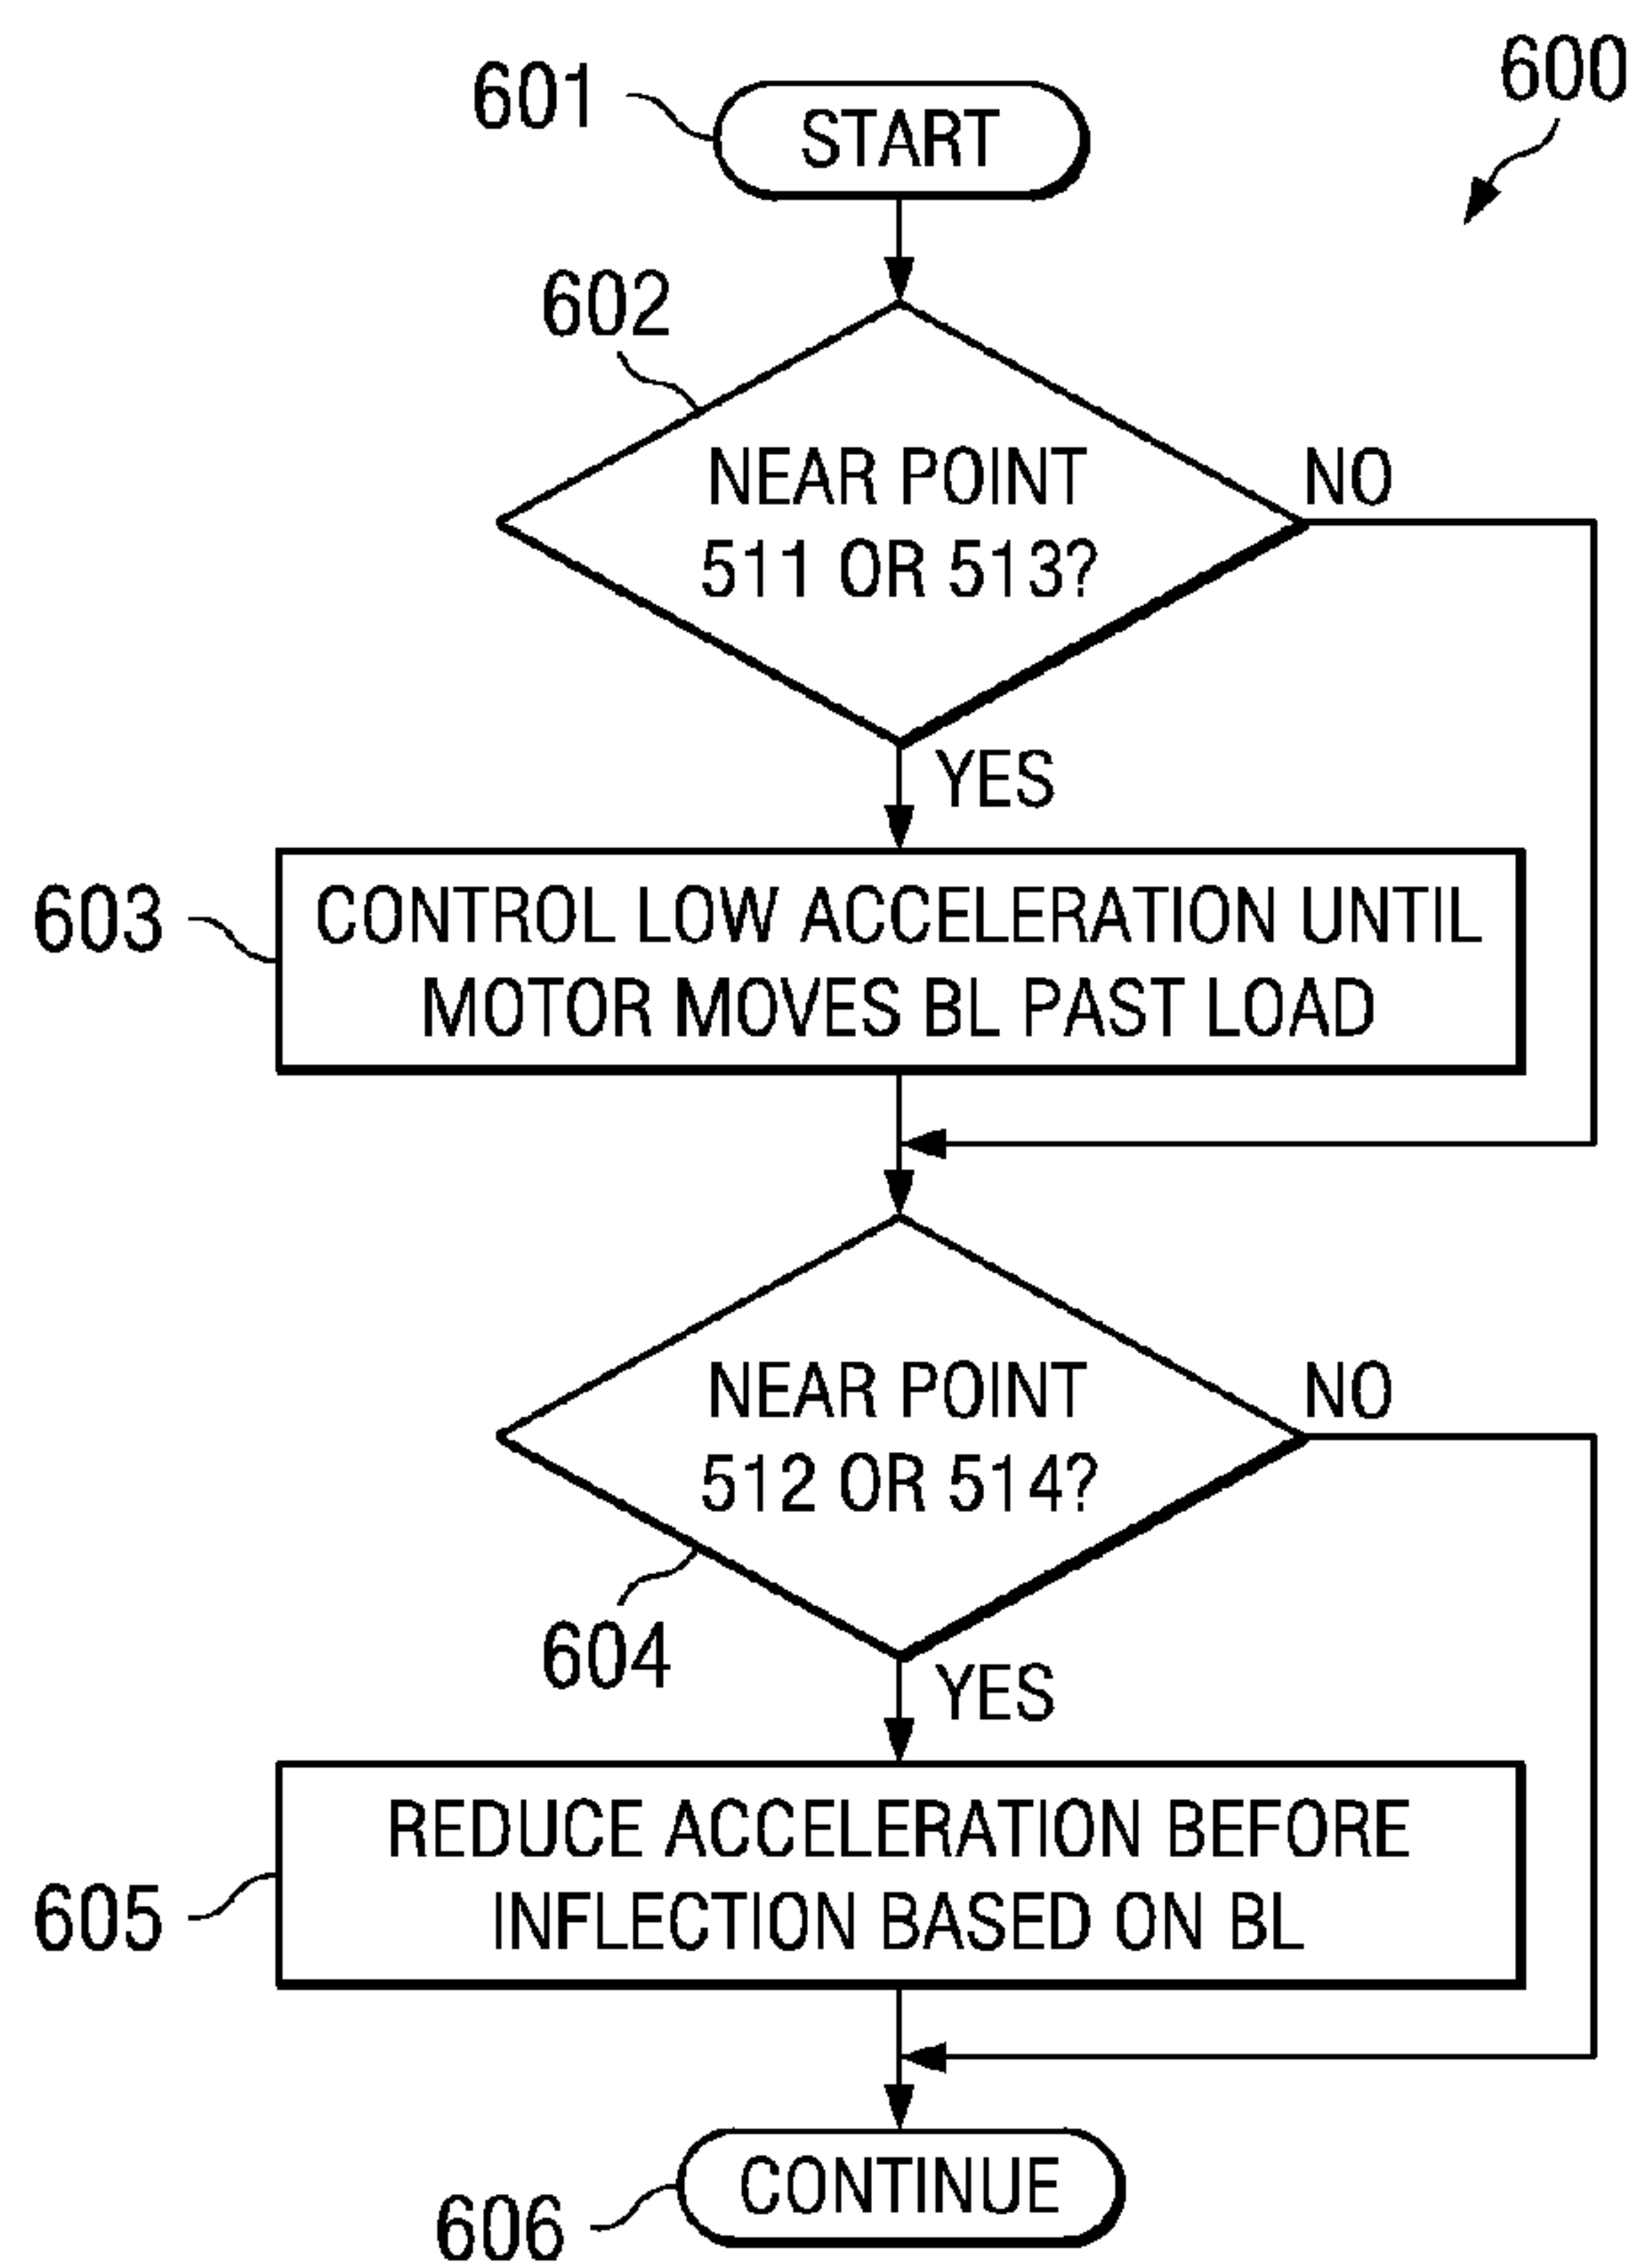 600
601
START
602
NEAR POINT
511 OR 513?
NO
YES
603
CONTROL LOW ACCELERATION UNTIL
MOTOR MOVES BL PAST LOAD
NEAR POINT
512 OR 514?
NO
604
YES
605
REDUCE ACCELERATION BEFORE
INFLECTION BASED ON BL
CONTINUE
606